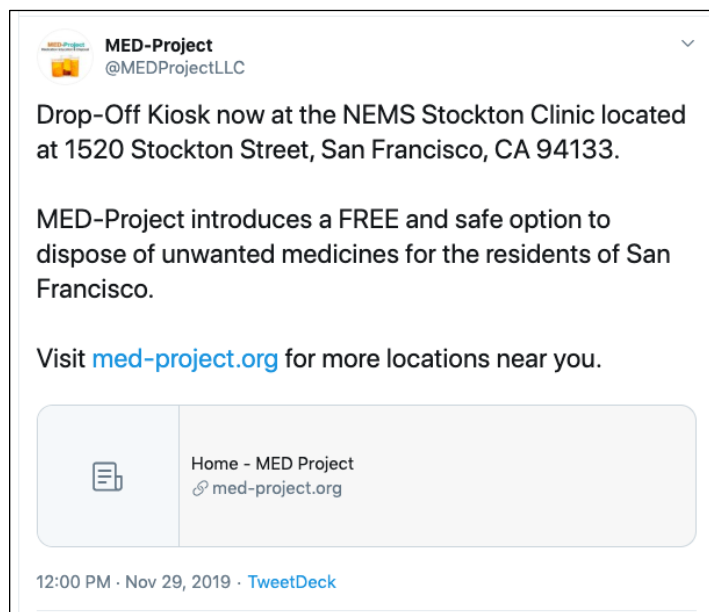 MED-Project
MED-Project
@MEDProjectLLC
Drop-Off Kiosk now at the NEMS Stockton Clinic located
at 1520 Stockton Street, San Francisco, CA 94133.
MED-Project introduces a FREE and safe option to
dispose of unwanted medicines for the residents of San
Francisco.
Visit med-project.org for more locations near you.
Home - MED Project
med-project.org
12:00 PM · Nov 29, 2019 · TweetDeck